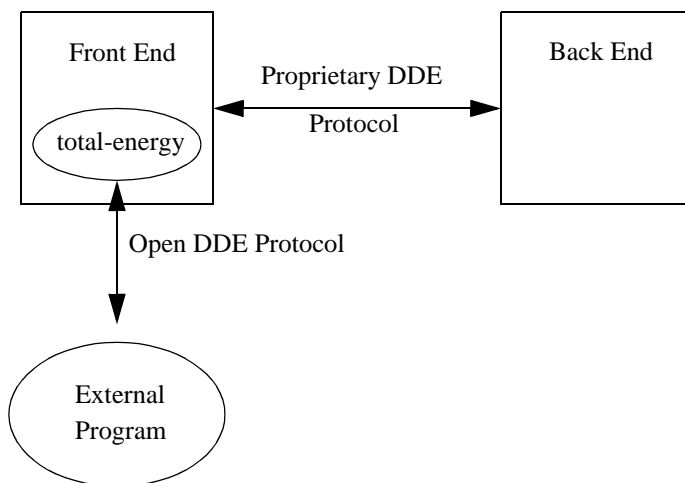 Front End
Back End
Proprietary DDE
Protocol
total-energy
Open DDE Protocol
External
Program